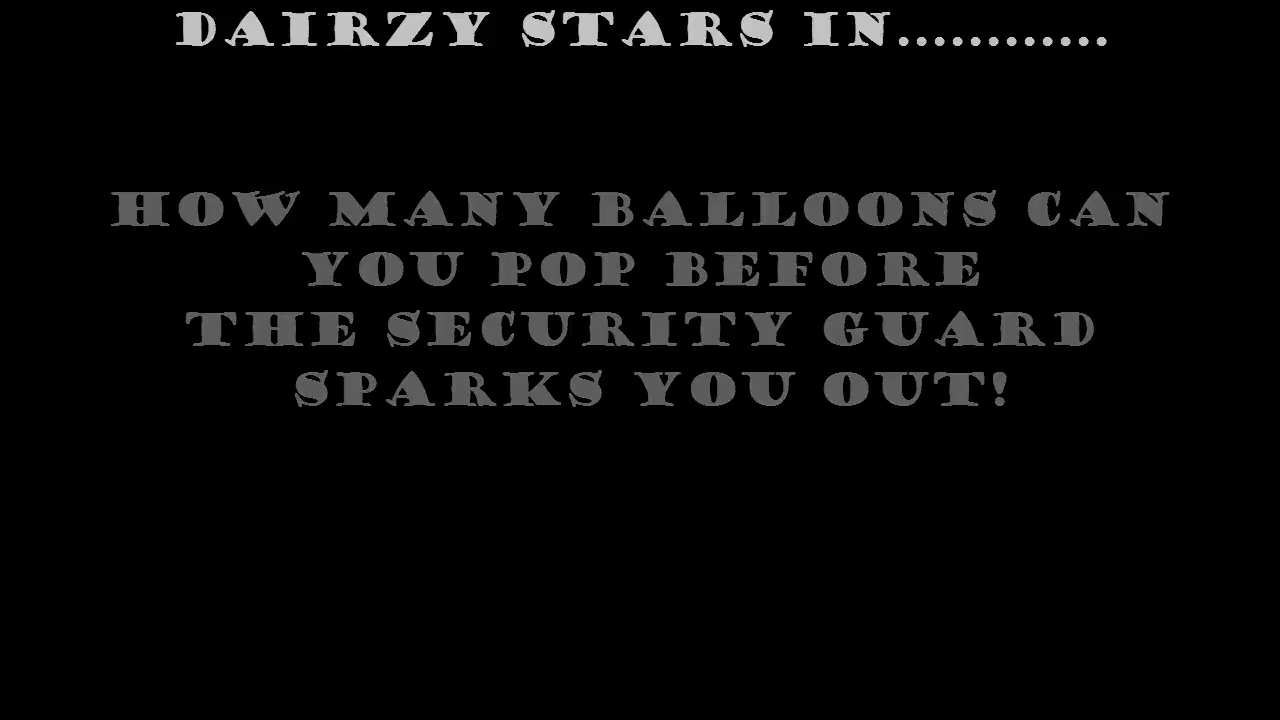 DAIRZY STARS IN............
HOW MANY BALLOONS CAN
YOU POP BEFORE
THE SECURITY GUARD
SPARKS YOU OUT!